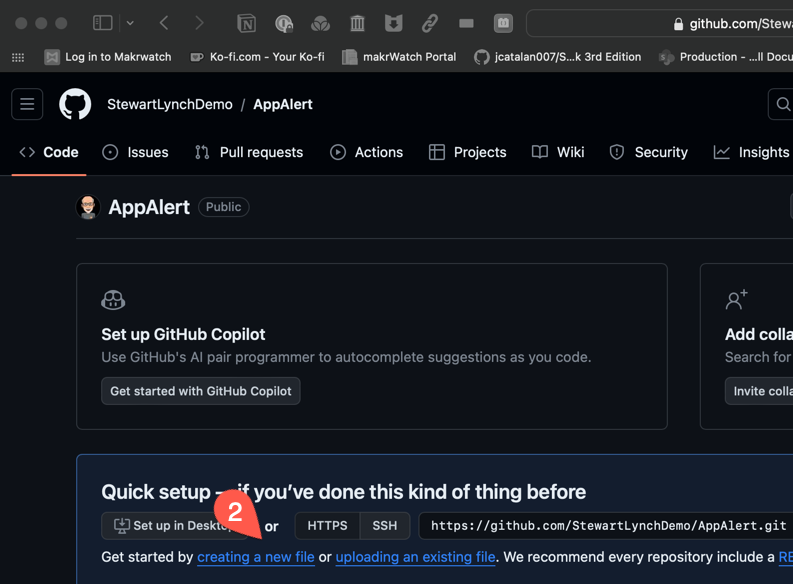 github.com/Stew
Log in to Makrwatch Ko-fi.com - Your Ko-fi makrWatch Portal jcatalan007/S...k 3rd Edition Production - ...ll Docu
StewartLynchDemo / AppAlert
Code Issues Pull requests Actions Projects Wiki Security Insights
AppAlert Public
Set up GitHub Copilot
Use GitHub's AI pair programmer to autocomplete suggestions as you code.
Get started with GitHub Copilot
Add colla
Search for
Invite colla
Quick setup — if you've done this kind of thing before
2
Set up in Desktop or HTTPS SSH https://github.com/StewartLynchDemo/AppAlert.git
Get started by creating a new file or uploading an existing file. We recommend every repository include a RE